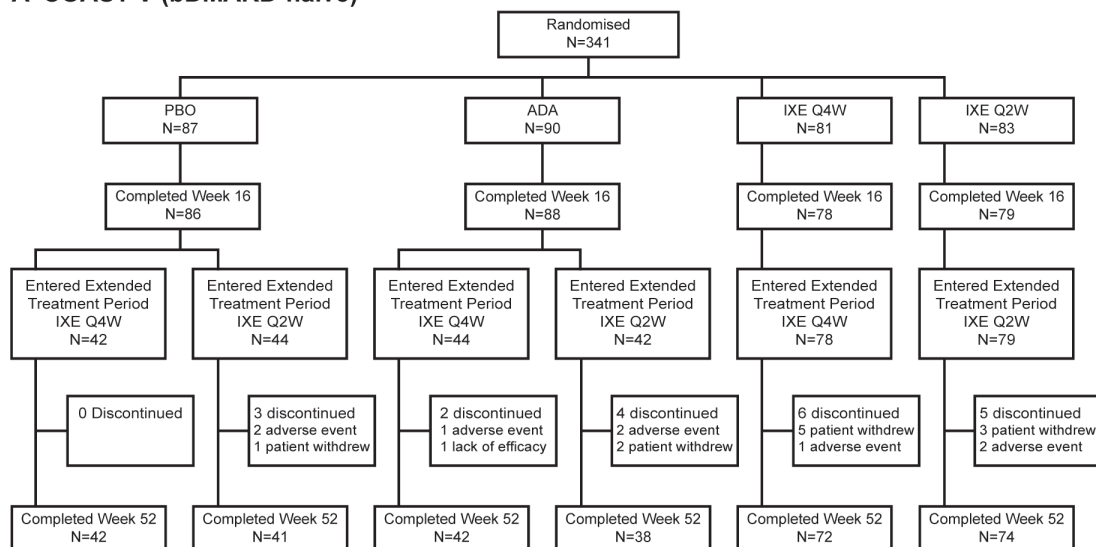 A COAST-V (bDMARD-naïve)
Randomised
N=341
PBO
N=87
ADA
N=90
IXE Q4W
N=81
IXE Q2W
N=83
Completed Week 16
N=86
Completed Week 16
N=88
Completed Week 16
N=78
Completed Week 16
N=79
Entered Extended
Treatment Period
IXE Q4W
N=42
Entered Extended
Treatment Period
IXE Q2W
N=44
Entered Extended
Treatment Period
IXE Q4W
N=44
Entered Extended
Treatment Period
IXE Q2W
N=42
Entered Extended
Treatment Period
IXE Q4W
N=78
Entered Extended
Treatment Period
IXE Q2W
N=79
0 Discontinued
3 discontinued
2 adverse event
1 patient withdrew
2 discontinued
1 adverse event
1 lack of efficacy
4 discontinued
2 adverse event
2 patient withdrew
6 discontinued
5 patient withdrew
1 adverse event
5 discontinued
3 patient withdrew
2 adverse event
Completed Week 52
N=42
Completed Week 52
N=41
Completed Week 52
N=42
Completed Week 52
N=38
Completed Week 52
N=72
Completed Week 52
N=74